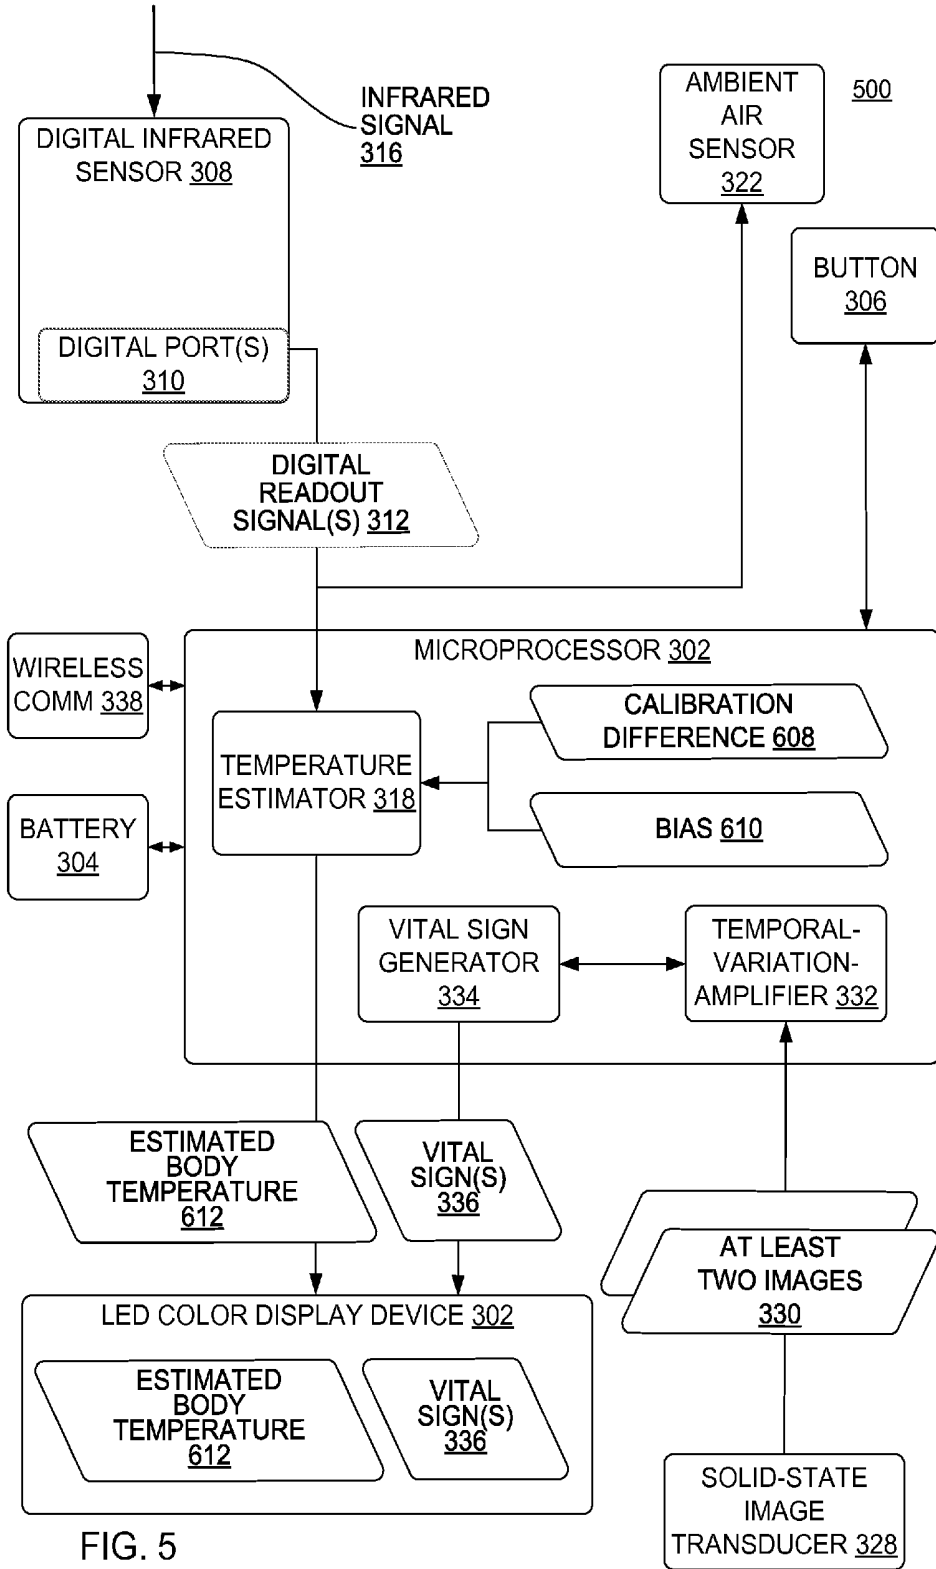 INFRARED
SIGNAL
316
AMBIENT
AIR
SENSOR
322
500
DIGITAL INFRARED
SENSOR 308
BUTTON
306
DIGITAL PORT(S)
310
DIGITAL
READOUT
SIGNAL(S) 312
MICROPROCESSOR 302
WIRELESS
COMM 338
CALIBRATION
DIFFERENCE 608
TEMPERATURE
ESTIMATOR 318
BATTERY
304
BIAS 610
VITAL SIGN
GENERATOR
334
TEMPORAL-
VARIATION-
AMPLIFIER 332
ESTIMATED
BODY
TEMPERATURE
612
VITAL
SIGN(S)
336
AT LEAST
TWO IMAGES
330
LED COLOR DISPLAY DEVICE 302
ESTIMATED
BODY
TEMPERATURE
612
VITAL
SIGN(S)
336
SOLID-STATE
IMAGE
TRANSDUCER 328
FIG. 5